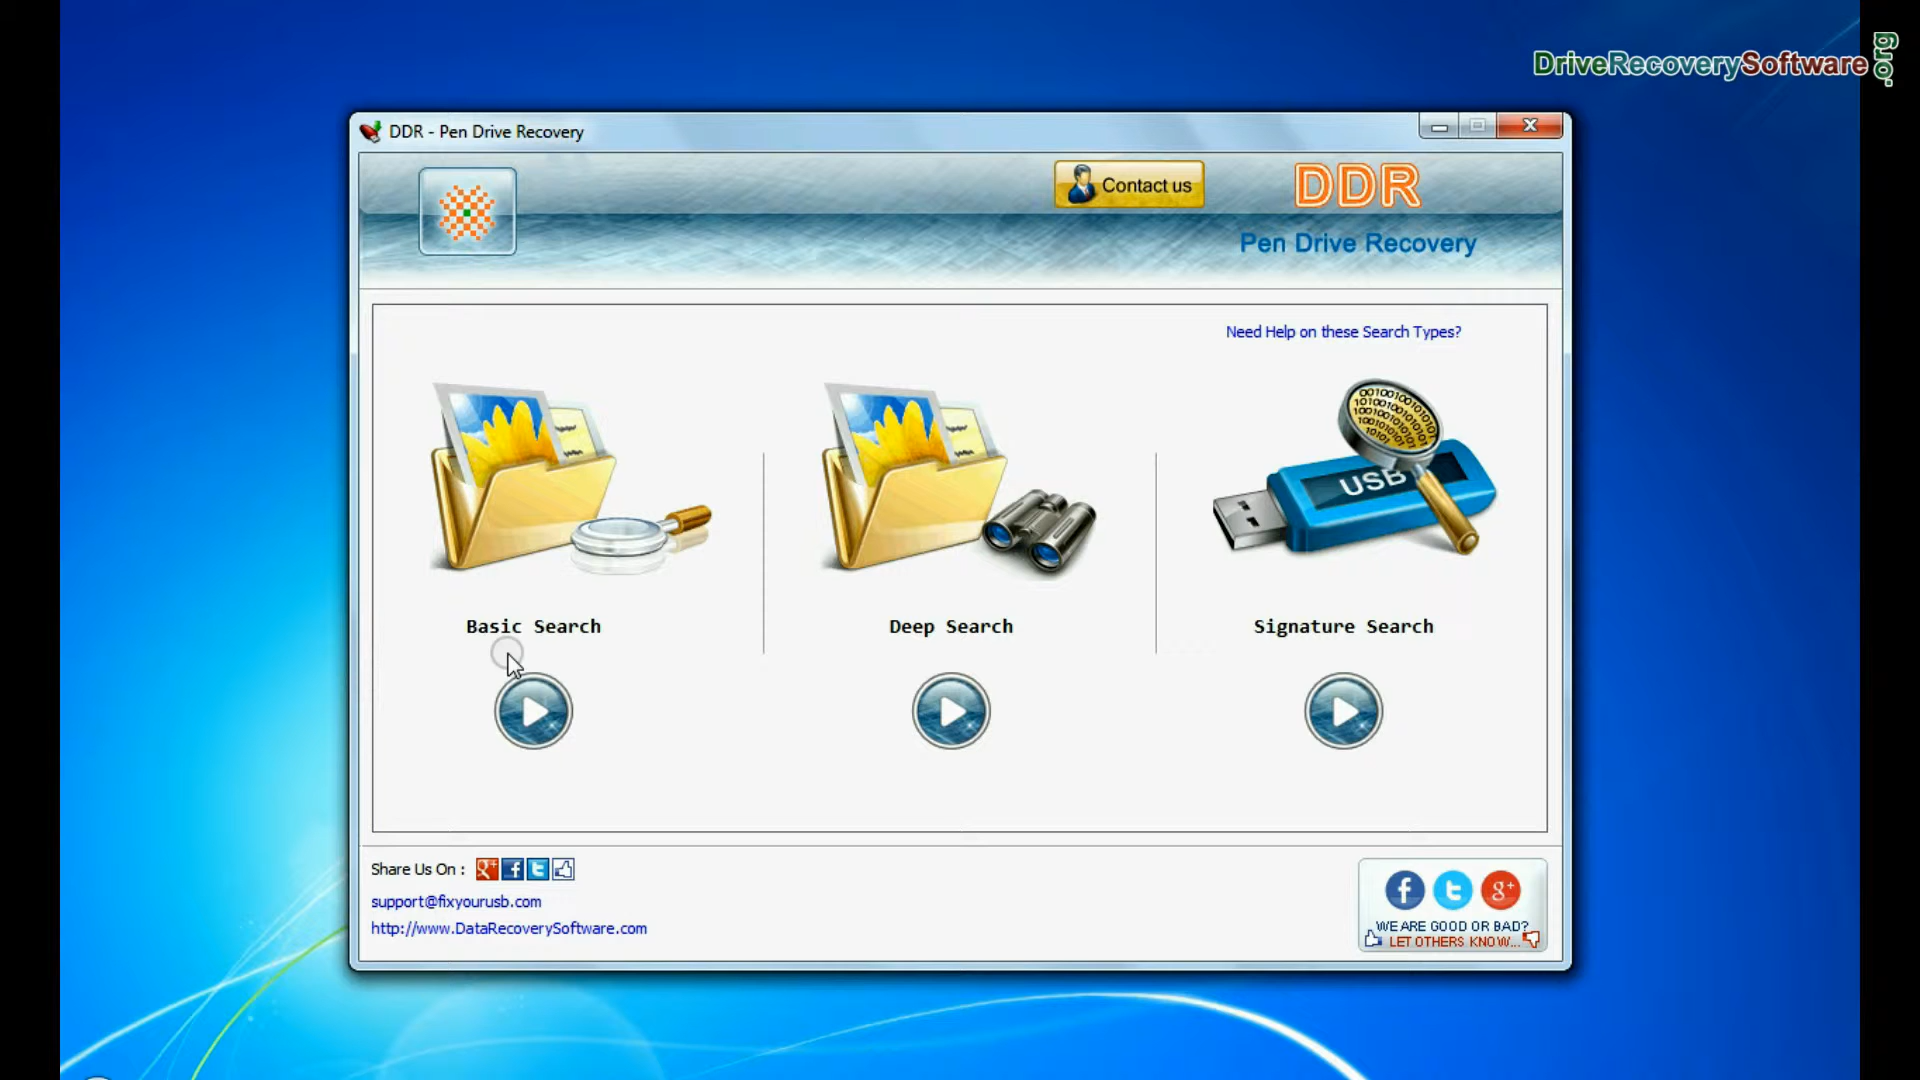 DriveRecoverySoftware.org
DDR - Pen Drive Recovery
Contact us
DDR
Pen Drive Recovery
Need Help on these Search Types?
USB
Basic Search
Deep Search
Signature Search
Share Us On :
support@fixyourusb.com
http://www.DataRecoverySoftware.com
WE ARE GOOD OR BAD?
LET OTHERS KNOW...